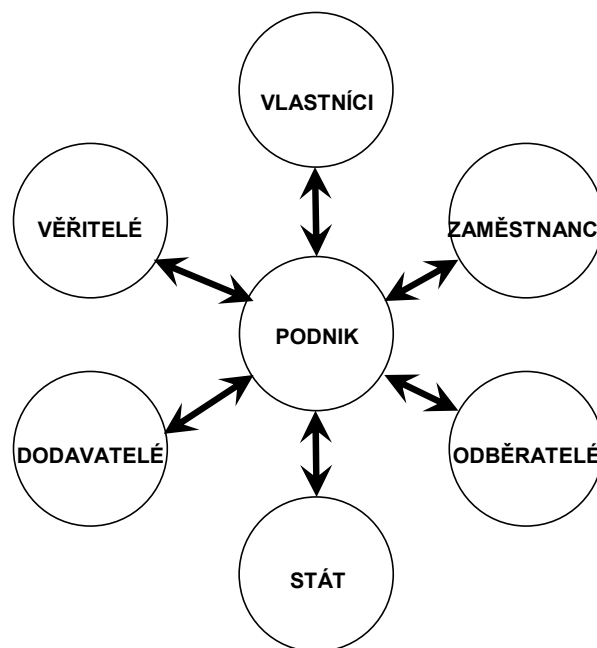 VLASTNÍCI
VĚŘITELÉ
ZAMĚSTNANC
PODNIK
DODAVATELÉ
ODBĚRATELÉ
STÁT